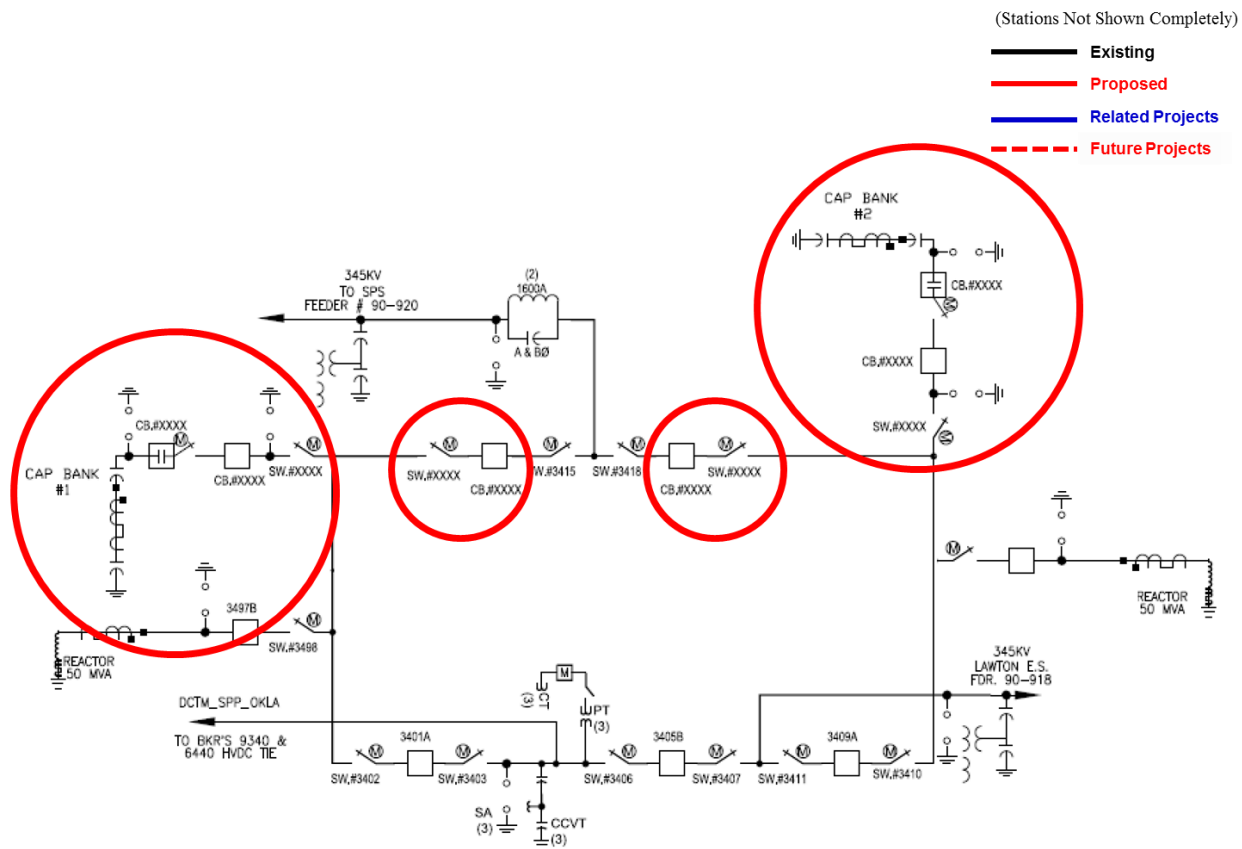 (Stations Not Shown Completely)
Existing
Proposed
Related Projects
Future Projects
CAP BANK
#2
CB.#XXXX
M
CB.#XXXX
SW.#XXXX
M
345KV
TO SPS
FEEDER # 90-920
(2)
1600A
A & BØ
CB.#XXXX
M
CB.#XXXX
M
SW.#XXXX
CAP BANK
#1
M
SW.#XXXX
CB.#XXXX
M
SW.#3415
M
SW.#3418
CB.#XXXX
M
SW.#XXXX
M
REACTOR
50 MVA
3497B
M
SW.#3498
REACTOR
50 MVA
345KV
LAWTON E.S.
FDR. 90-918
DCTM_SPP_OKLA
TO BKR'S 9340 &
6440 HVDC TIE
M
CT
(3)
PT
(3)
M
SW.#3402
3401A
M
SW.#3403
SA
(3)
CCVT
(3)
M
SW.#3406
3405B
M
SW.#3407
M
SW.#3411
3409A
M
SW.#3410